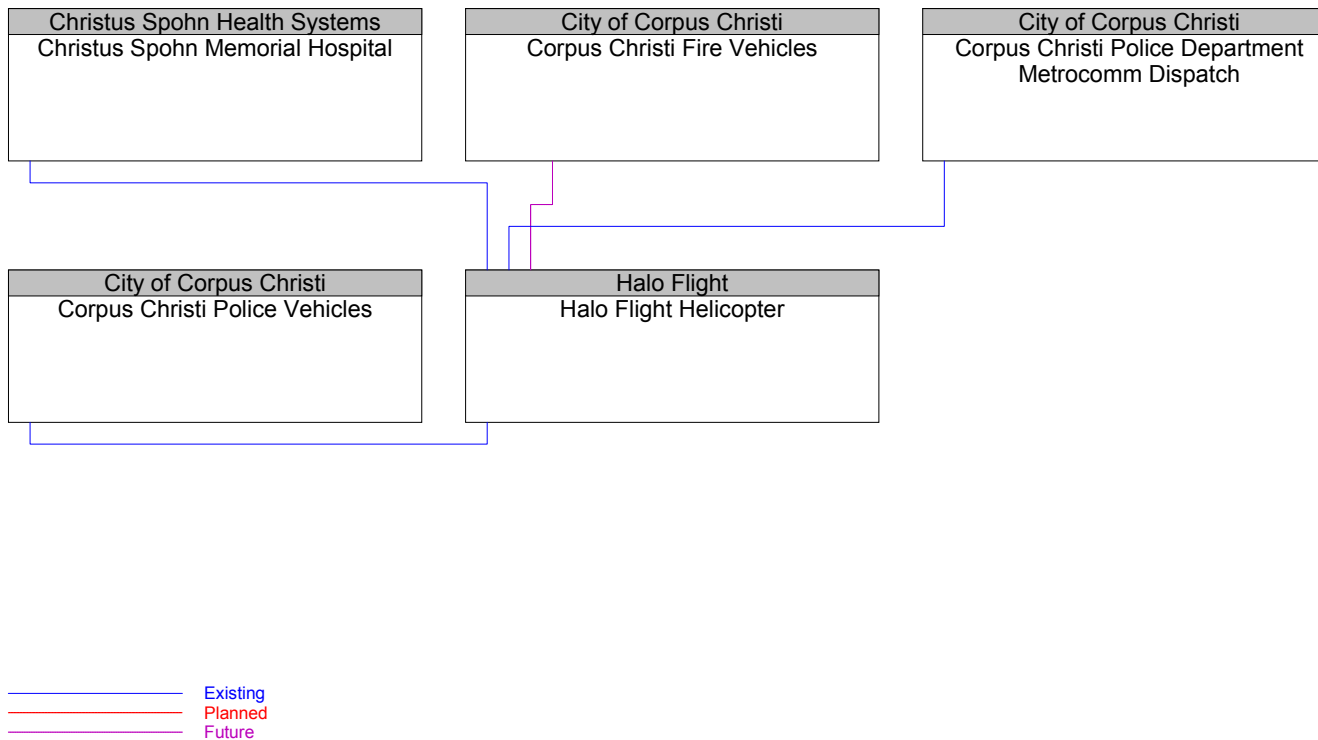 Christus Spohn Health Systems
Christus Spohn Memorial Hospital
City of Corpus Christi
Corpus Christi Fire Vehicles
City of Corpus Christi
Corpus Christi Police Department
Metrocomm Dispatch
City of Corpus Christi
Corpus Christi Police Vehicles
Halo Flight
Halo Flight Helicopter
Existing
Planned
Future